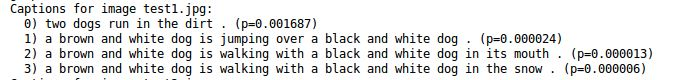 Captions for image test1.jpg:
0) two dogs run in the dirt . (p=0.001687)
1) a brown and white dog is jumping over a black and white dog . (p=0.000024)
2) a brown and white dog is walking with a black and white dog in its mouth . (p=0.000013)
3) a brown and white dog is walking with a black and white dog in the snow . (p=0.000006)